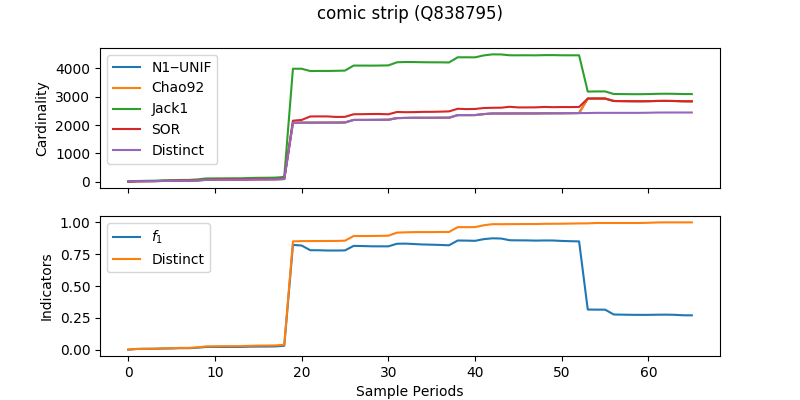 comic strip (Q838795)
Cardinality
4000
3000
2000
1000
0
N1‒UNIF
Chao92
Jack1
SOR
Distinct
Indicators
1.00
0.75
0.50
0.25
0.00
f1
Distinct
0 10 20 30 40 50 60
Sample Periods